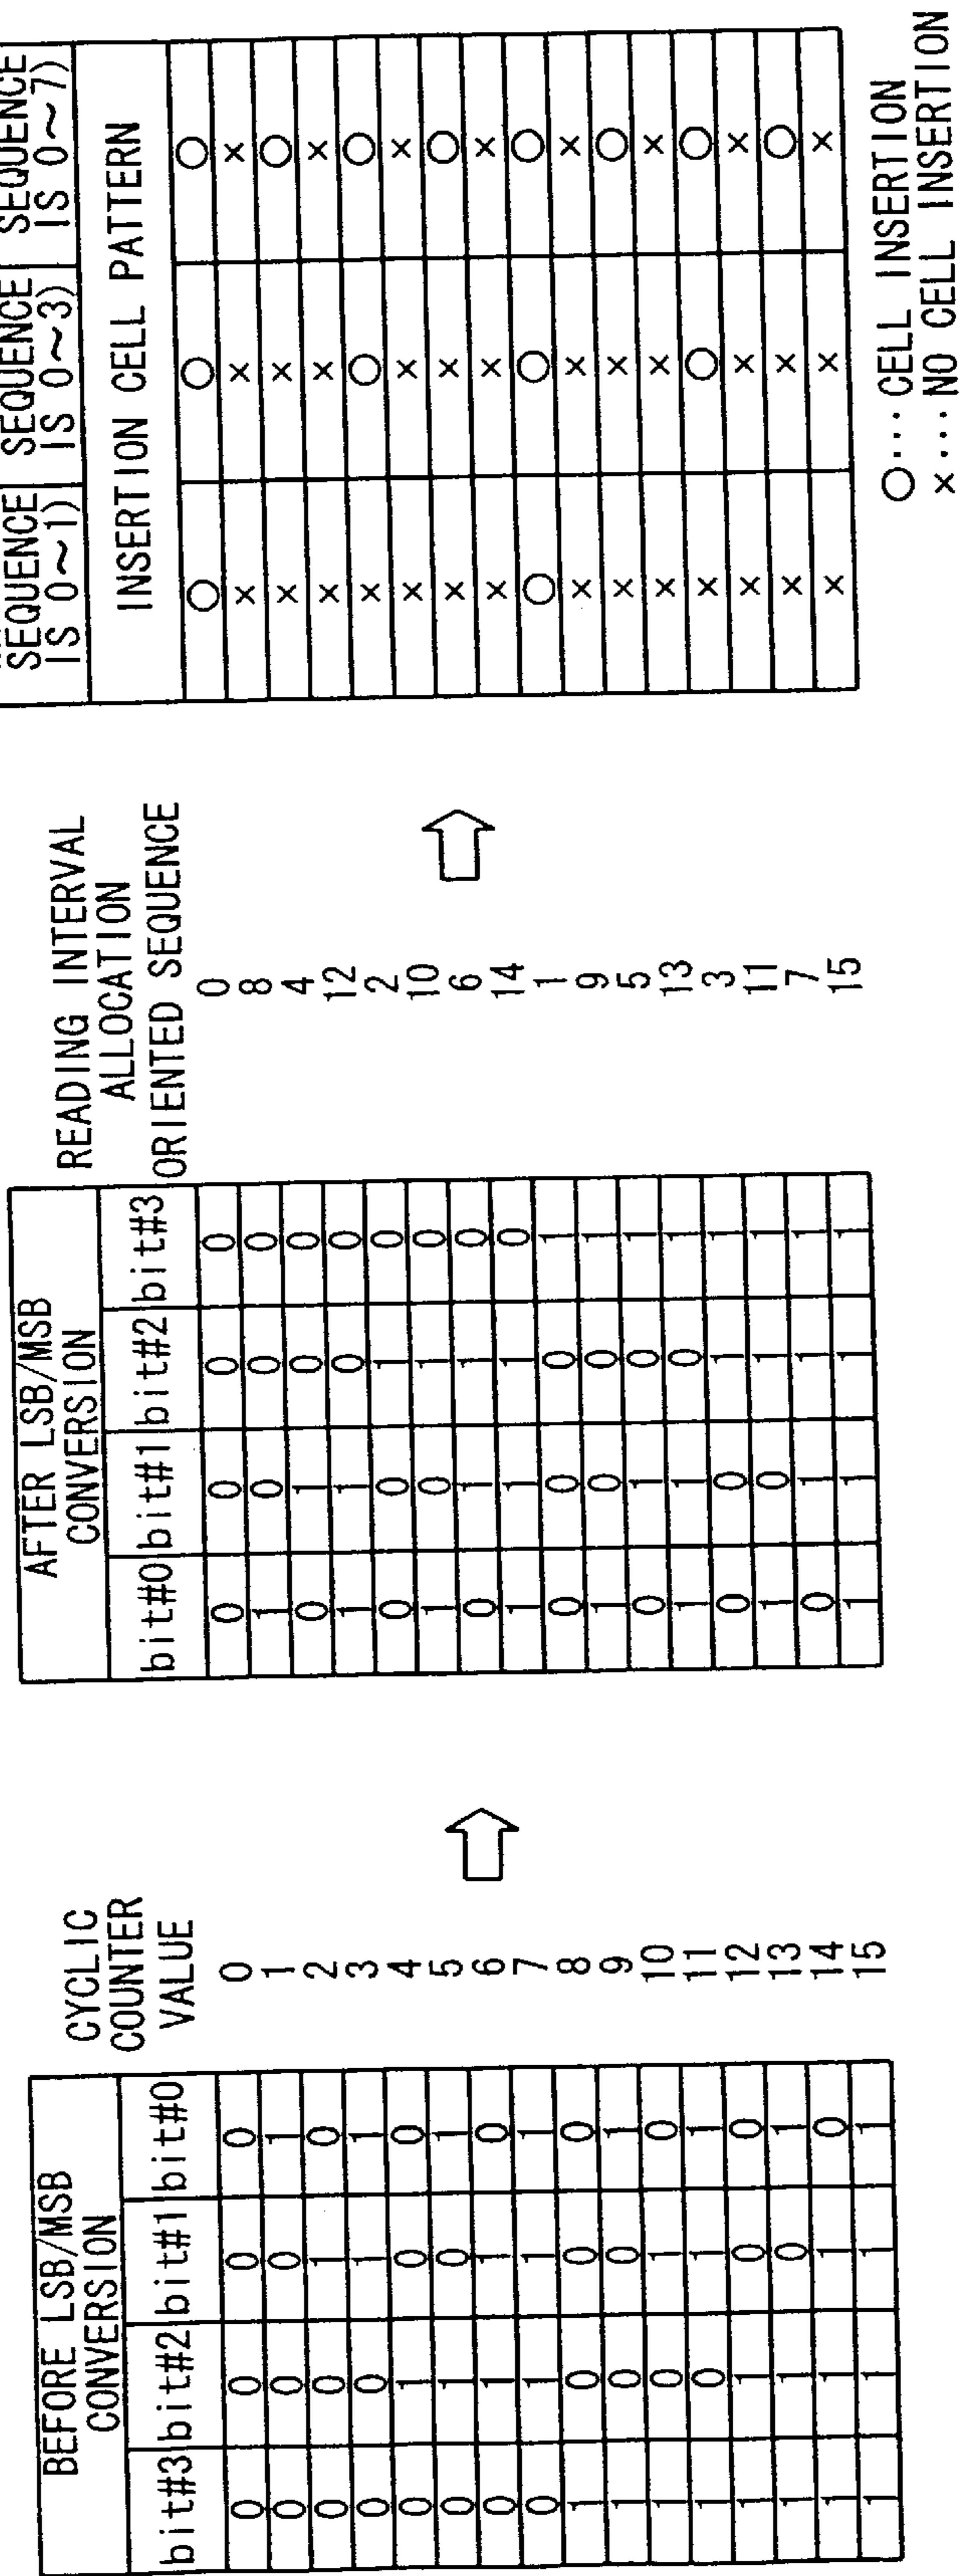 BEFORE LSB/MSB
CONVERSION
bit#3 bit#2 bit#1 bit#0
0 0 0 0
0 0 0 1
0 0 1 0
0 0 1 1
0 1 0 0
0 1 0 1
0 1 1 0
0 1 1 1
1 0 0 0
1 0 0 1
1 0 1 0
1 0 1 1
1 1 0 0
1 1 0 1
1 1 1 0
1 1 1 1
CYCLIC
COUNTER
VALUE
0
1
2
3
4
5
6
7
8
9
10
11
12
13
14
15
AFTER LSB/MSB
CONVERSION
bit#0 bit#1 bit#2 bit#3
0 0 0 0
1 0 0 0
0 1 0 0
1 1 0 0
0 0 1 0
1 0 1 0
0 1 1 0
1 1 1 0
0 0 0 1
1 0 0 1
0 1 0 1
1 1 0 1
0 0 1 1
1 0 1 1
0 1 1 1
1 1 1 1
READING INTERVAL
ALLOCATION
ORIENTED SEQUENCE
0
8
4
12
2
10
6
14
1
9
5
13
3
11
7
15
SEQUENCE SEQUENCE SEQUENCE
IS 0~1) IS 0~3) IS 0~7)
INSERTION CELL PATTERN
○ ○ ○
× × ×
× × ○
× × ×
× ○ ○
× × ×
× × ○
× × ×
○ ○ ○
× × ×
× × ○
× × ×
× ○ ○
× × ×
× × ○
× × ×
○···CELL INSERTION
×···NO CELL INSERTION